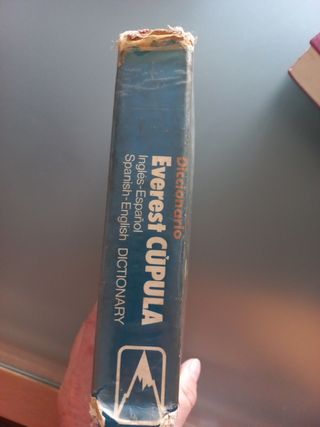 Diccionario
Everest CÚPULA
Inglés-Español
Spanish-English DICTIONARY